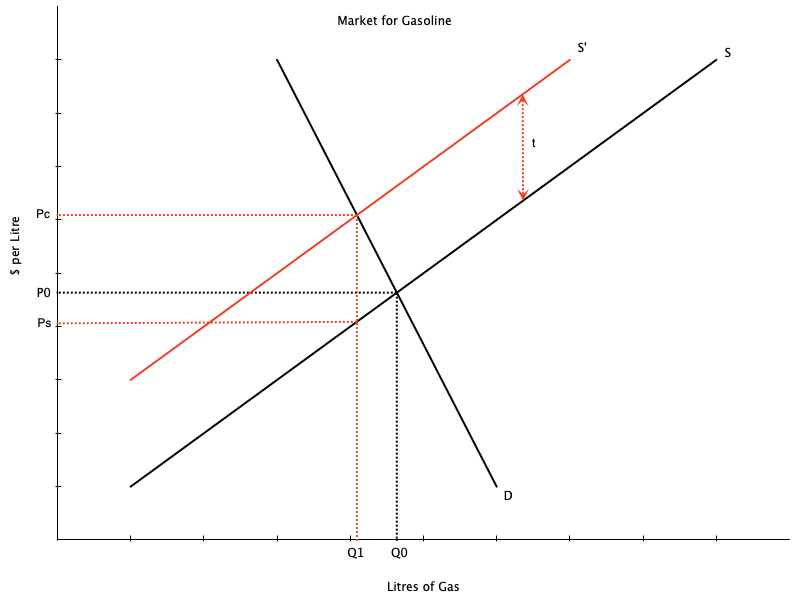 Market for Gasoline
S'
S
t
Pc
$ per Litre
P0
Ps
D
Q1
Q0
Litres of Gas